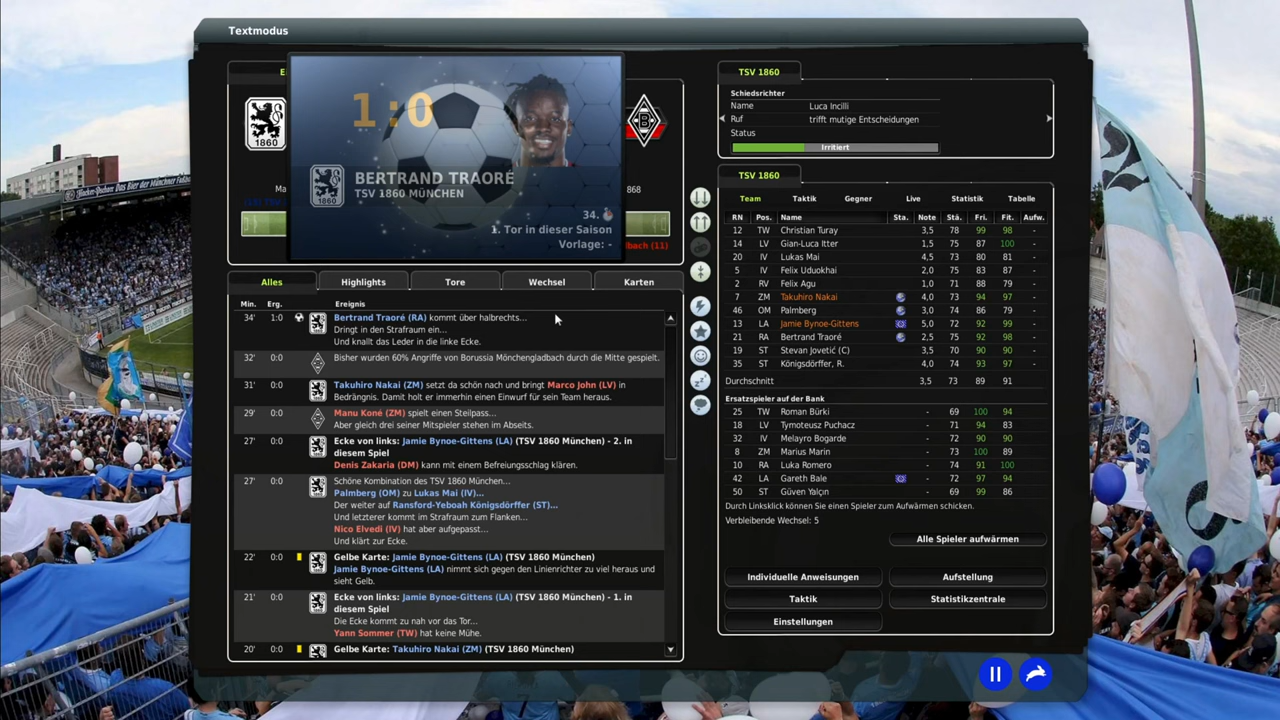 Textmodus
1860
1:0
BERTRAND TRAORÉ
TSV 1860 MÜNCHEN
1860
34.
1. Tor in dieser Saison
Vorlage: -
B
868
lbach (11)
Alles Highlights Tore Wechsel Karten
Min. Erg. Ereignis
34' 1:0 Bertrand Traoré (RA) kommt über halbrechts...
Dringt in den Strafraum ein...
Und knallt das Leder in die linke Ecke.
32' 0:0 Bisher wurden 60% Angriffe von Borussia Mönchengladbach durch die Mitte gespielt.
31' 0:0 Takuhiro Nakai (ZM) setzt da schön nach und bringt Marco John (LV) in
Bedrängnis. Damit holt er immerhin einen Einwurf für sein Team heraus.
29' 0:0 Manu Koné (ZM) spielt einen Steilpass...
Aber gleich drei seiner Mitspieler stehen im Abseits.
27' 0:0 Ecke von links: Jamie Bynoe-Gittens (LA) (TSV 1860 München) - 2. in
diesem Spiel
Denis Zakaria (DM) kann mit einem Befreiungsschlag klären.
27' 0:0 Schöne Kombination des TSV 1860 München...
Palmberg (OM) zu Lukas Mai (IV)...
Der weiter auf Ransford-Yeboah Königsdörffer (ST)...
Und letzterer kommt im Strafraum zum Flanken...
Nico Elvedi (IV) hat aber aufgepasst...
Und klärt zur Ecke.
22' 0:0 Gelbe Karte: Jamie Bynoe-Gittens (LA) (TSV 1860 München)
Jamie Bynoe-Gittens (LA) nimmt sich gegen den Linienrichter zu viel heraus und
sieht Gelb.
21' 0:0 Ecke von links: Jamie Bynoe-Gittens (LA) (TSV 1860 München) - 1. in
diesem Spiel
Die Ecke kommt zu nah vor das Tor...
Yann Sommer (TW) hat keine Mühe.
20' 0:0 Gelbe Karte: Takuhiro Nakai (ZM) (TSV 1860 München)
TSV 1860
Schiedsrichter
Name Luca Incilli
Ruf trifft mutige Entscheidungen
Status
Irritiert
TSV 1860
Team Taktik Gegner Live Statistik Tabelle
RN Pos. Name Sta. Note Stä. Fri. Fit. Aufw.
12 TW Christian Turay 3,5 78 99 98 -
14 LV Gian-Luca Itter 1,5 75 87 100 -
20 IV Lukas Mai 4,5 73 80 81 -
5 IV Felix Uduokhai 2,0 75 83 87 -
2 RV Felix Agu 1,0 71 88 79 -
7 ZM Takuhiro Nakai 4,0 73 94 97 -
46 OM Palmberg 3,0 74 86 79 -
13 LA Jamie Bynoe-Gittens 5,0 72 92 99 -
21 RA Bertrand Traoré 2,5 75 92 98 -
19 ST Stevan Jovetić (C) 3,5 70 90 90 -
35 ST Königsdörffer, R. 4,0 74 93 97 -
Durchschnitt 3,5 73 89 91
Ersatzspieler auf der Bank
25 TW Roman Bürki - 69 100 94 -
18 LV Tymoteusz Puchacz - 71 94 83 -
32 IV Melayro Bogarde - 72 90 90 -
8 ZM Marius Marin - 73 100 89 -
10 RA Luka Romero - 74 91 100 -
42 LA Gareth Bale - 72 97 94 -
50 ST Güven Yalçın - 69 99 86 -
Durch Linksklick können Sie einen Spieler zum Aufwärmen schicken.
Verbleibende Wechsel: 5
Alle Spieler aufwärmen
Individuelle Anweisungen Aufstellung
Taktik Statistikzentrale
Einstellungen